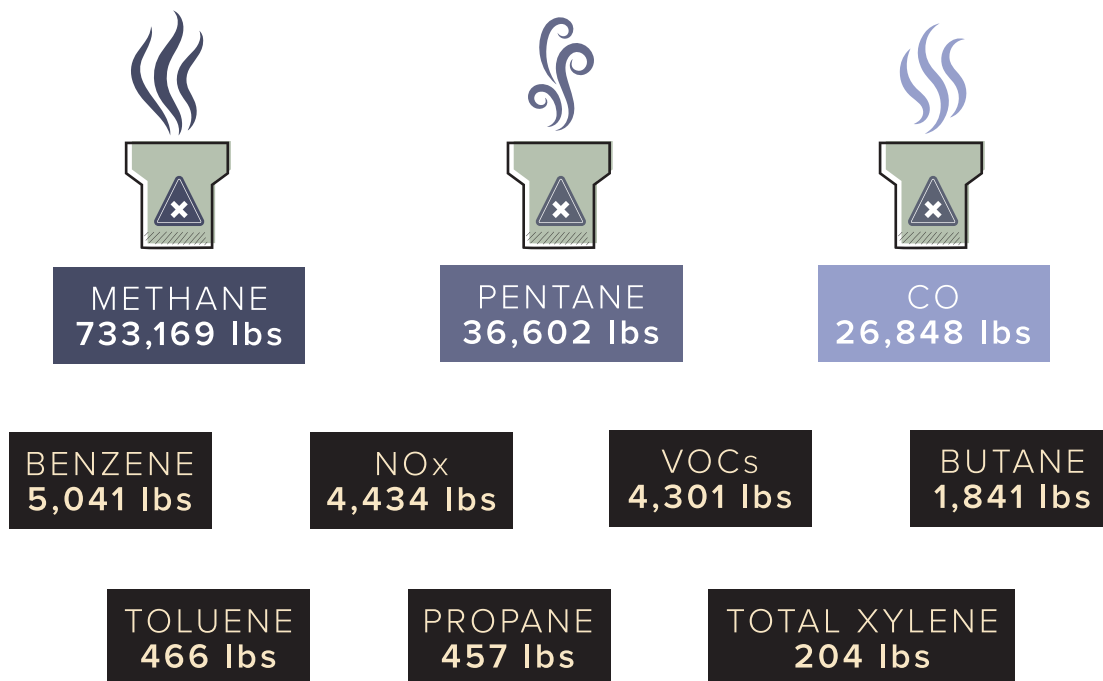 METHANE
733,169 lbs
PENTANE
36,602 lbs
CO
26,848 lbs
BENZENE
5,041 lbs
NOx
4,434 lbs
VOCs
4,301 lbs
BUTANE
1,841 lbs
TOLUENE
466 lbs
PROPANE
457 lbs
TOTAL XYLENE
204 lbs